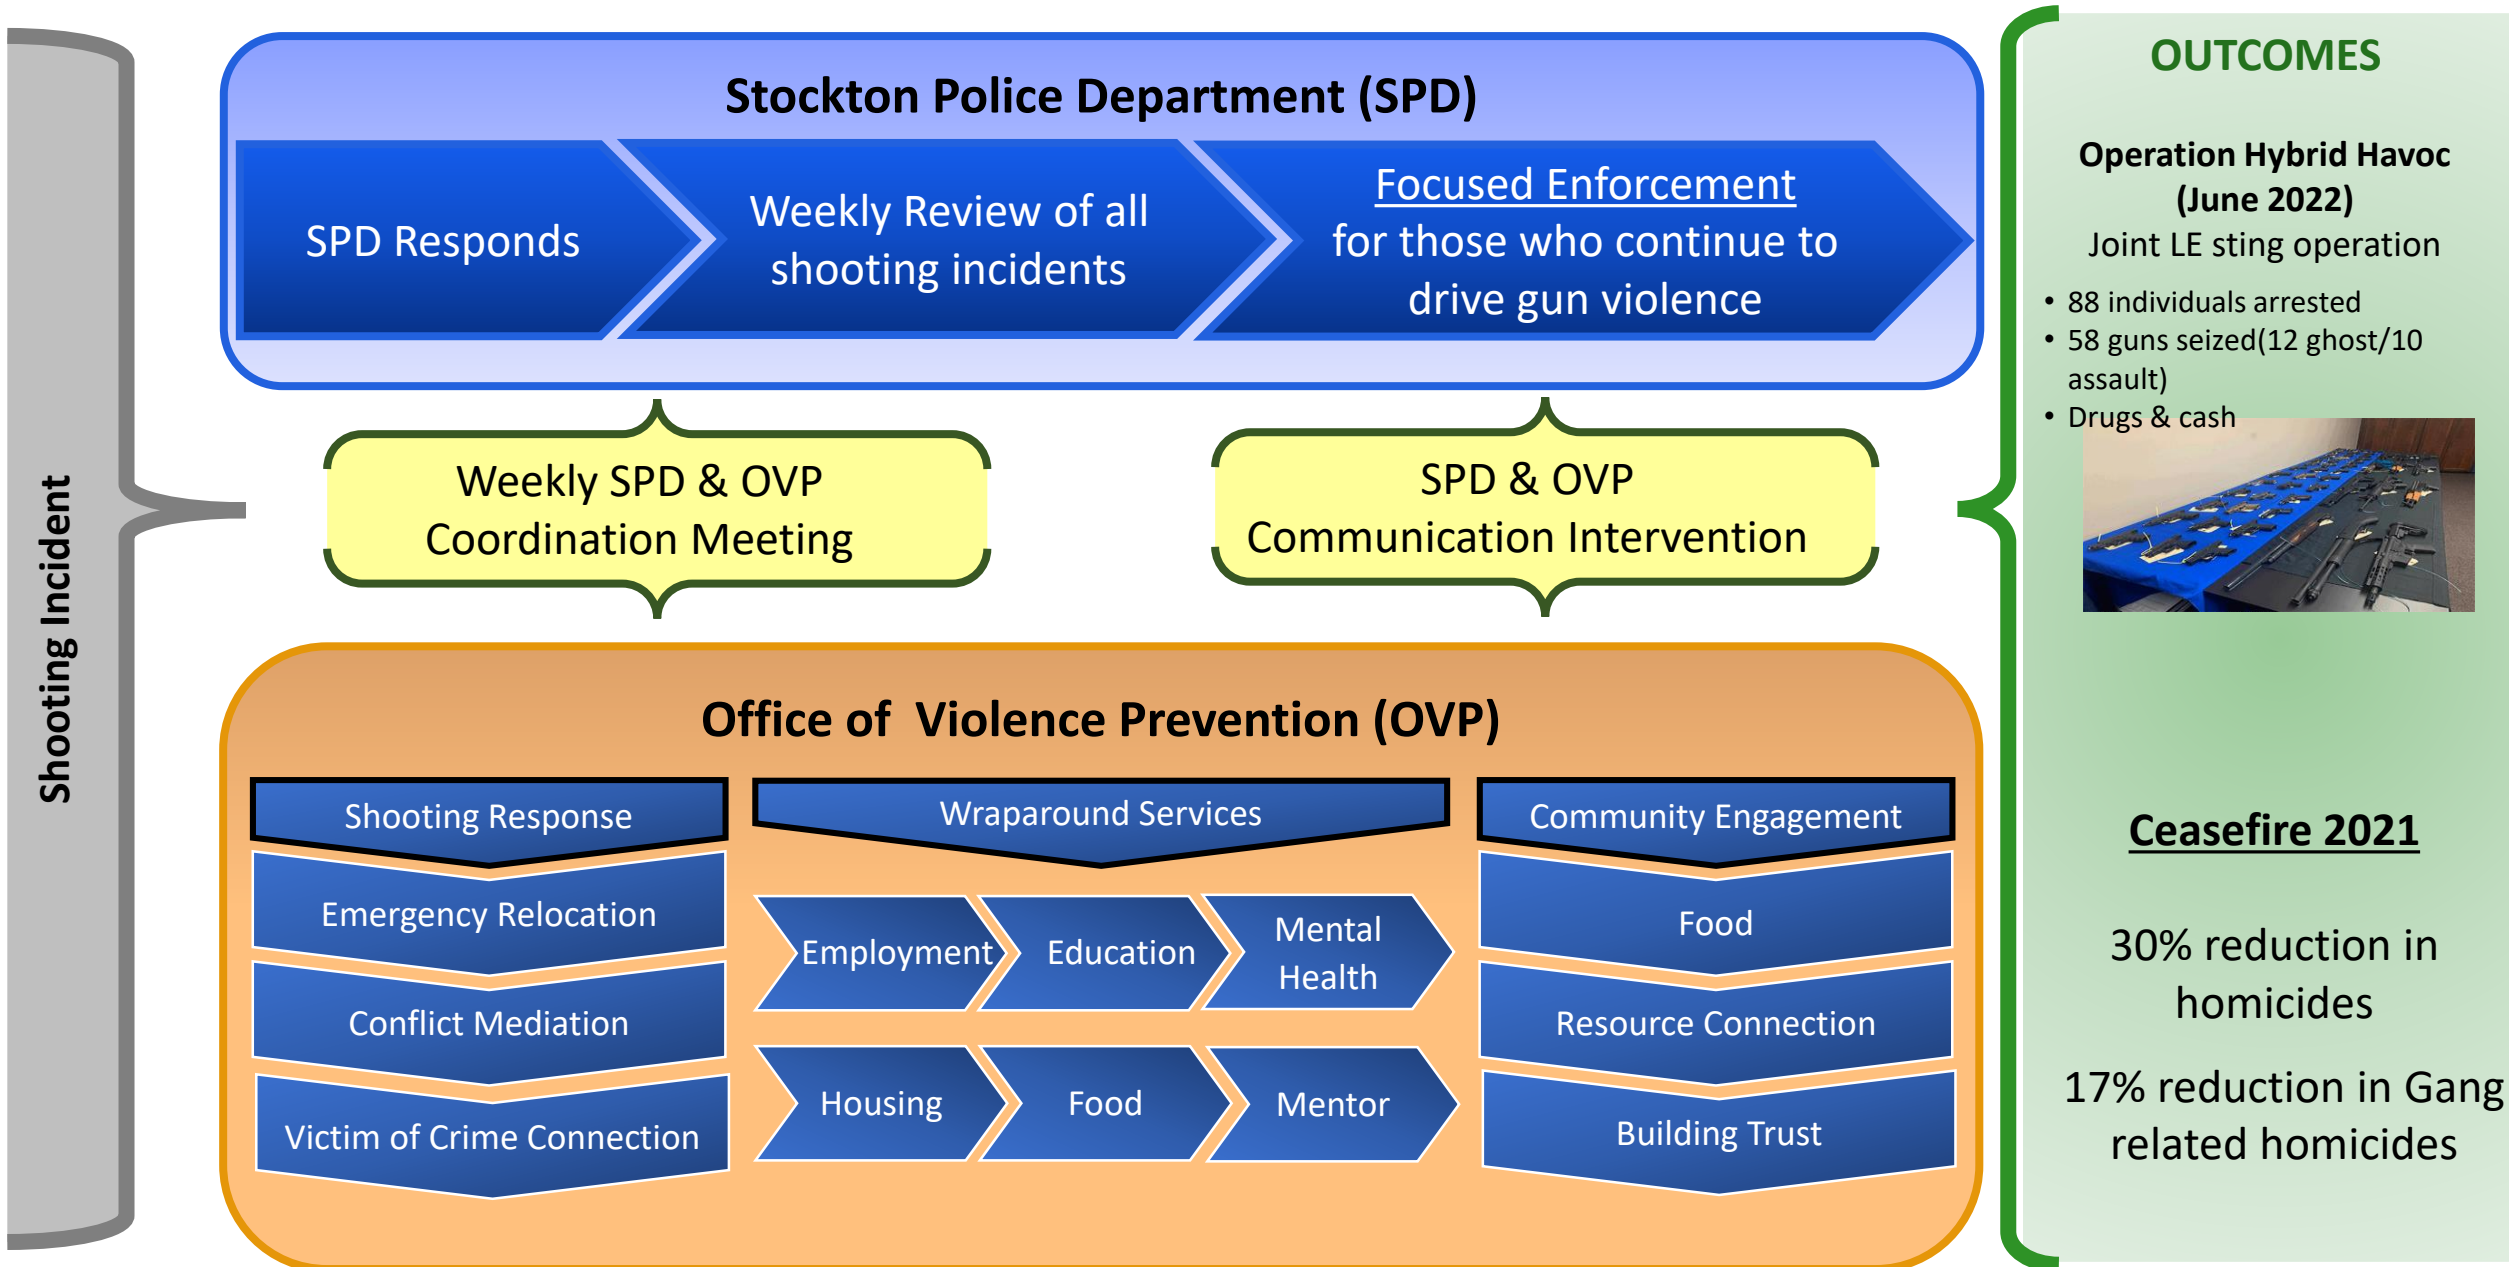 Shooting Incident
Stockton Police Department (SPD)
SPD Responds
Weekly Review of all
shooting incidents
Focused Enforcement
for those who continue to
drive gun violence
Weekly SPD & OVP
Coordination Meeting
SPD & OVP
Communication Intervention
Office of  Violence Prevention (OVP)
Shooting Response
Emergency Relocation
Conflict Mediation
Victim of Crime Connection
Wraparound Services
Employment
Education
Mental
Health
Housing
Food
Mentor
Community Engagement
Food
Resource Connection
Building Trust
OUTCOMES
Operation Hybrid Havoc
(June 2022)
Joint LE sting operation
• 88 individuals arrested
• 58 guns seized(12 ghost/10
assault)
• Drugs & cash
Ceasefire 2021
30% reduction in
homicides
17% reduction in Gang
related homicides